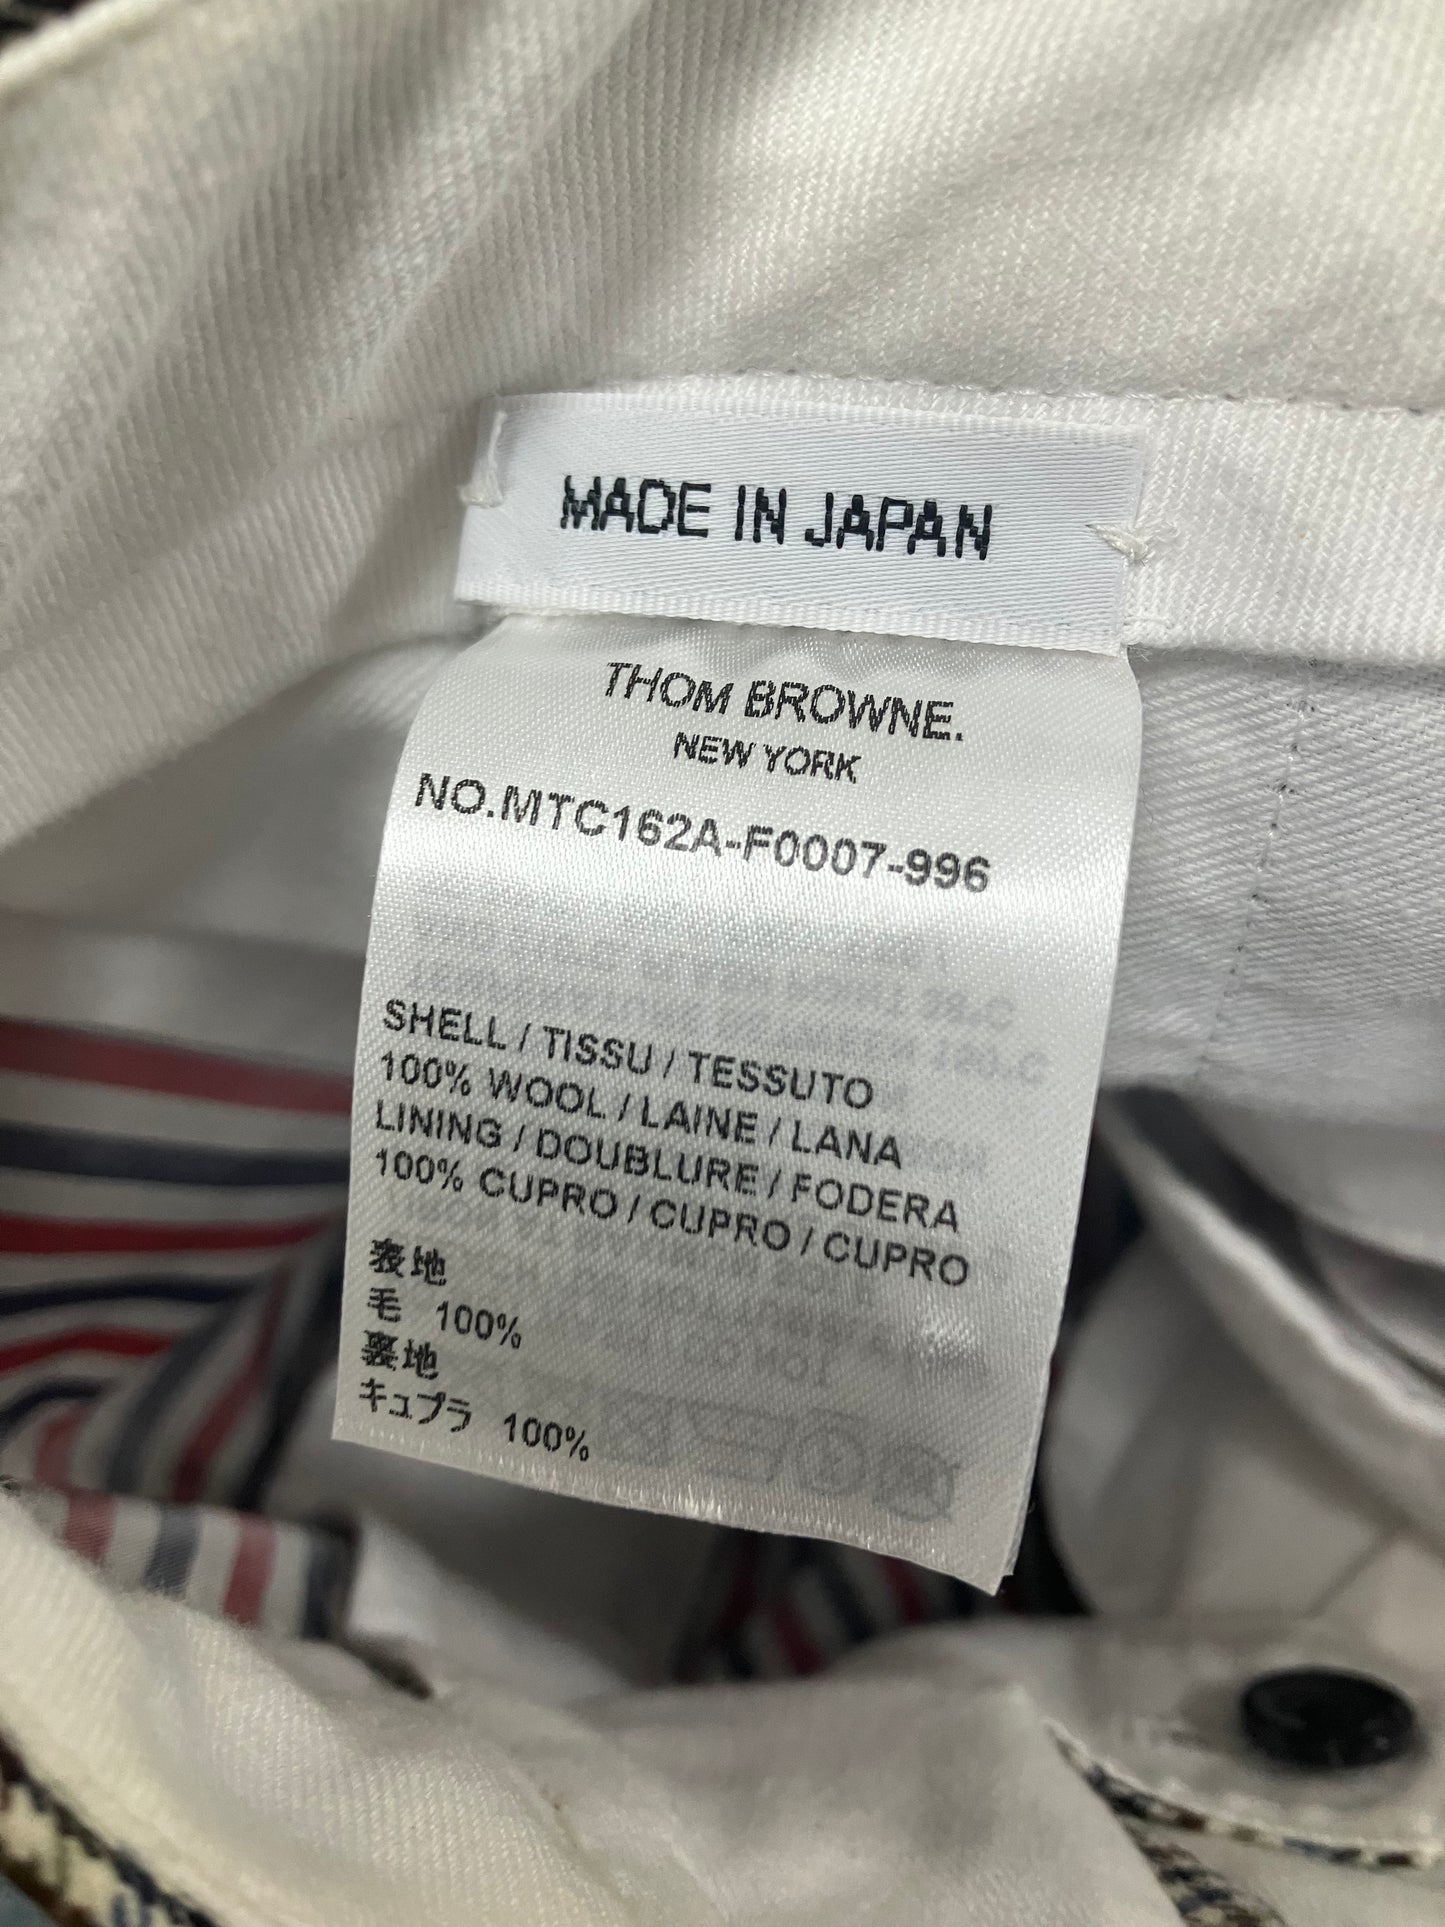 MADE IN JAPAN
THOM BROWNE.
NEW YORK
NO.MTC162A-F0007-996
SHELL / TISSU / TESSUTO
100% WOOL / LAINE / LANA
LINING / DOUBLURE / FODERA
100% CUPRO / CUPRO / CUPRO
表地
毛 100%
裏地
キュプラ 100%